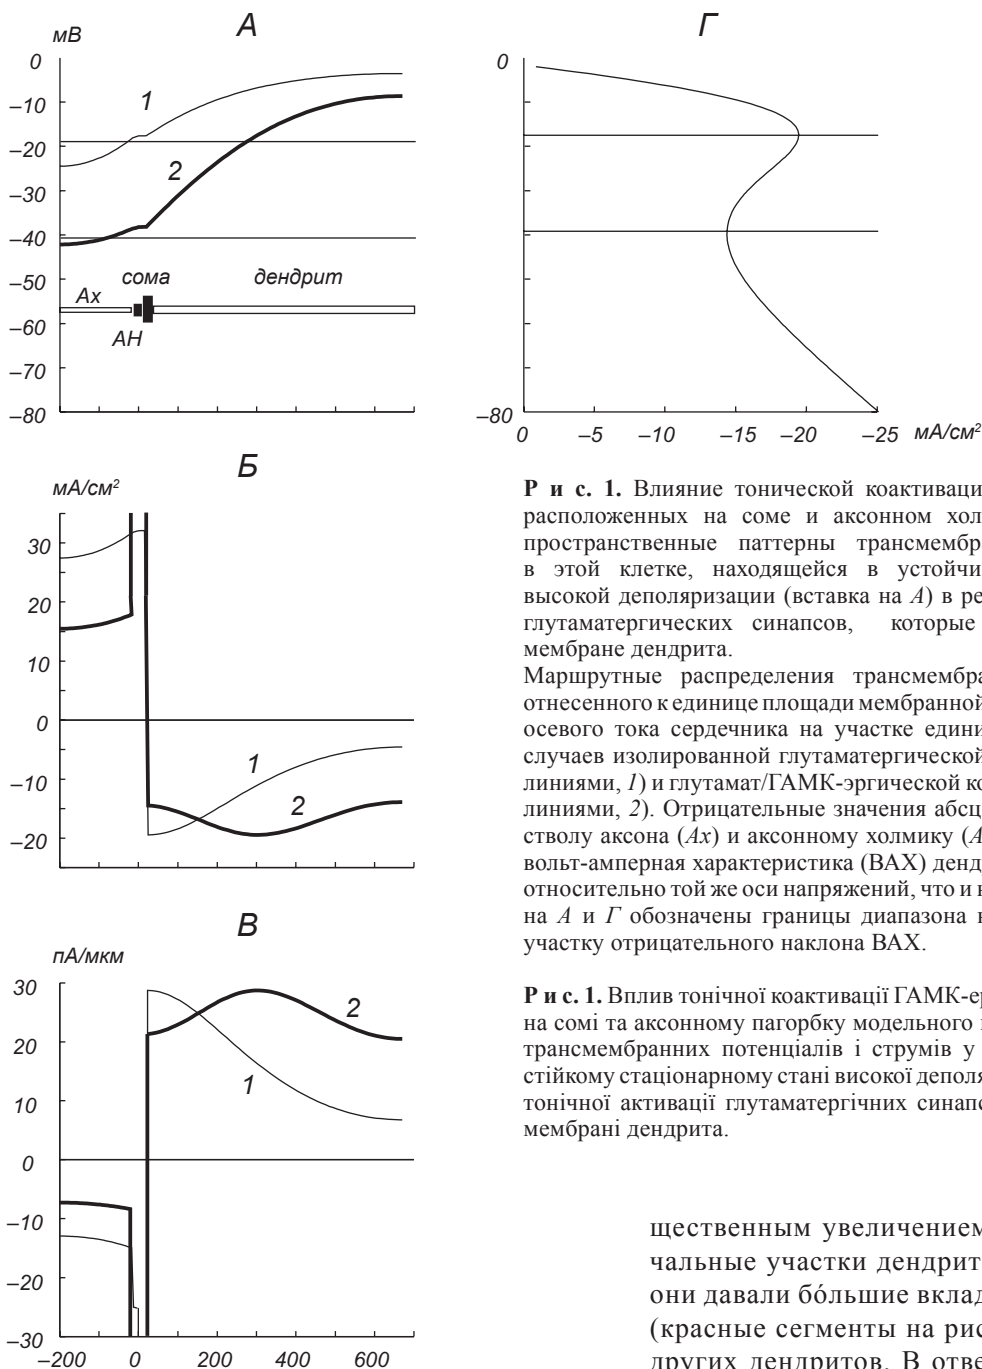 А
мВ
0
–10
–20
–30
–40
–50
–60
–70
–80
1
2
сома
дендрит
Ах
АН
Г
0
–80
0 –5 –10 –15 –20 –25 мА/см²
Б
мА/см²
30
20
10
0
–10
–20
1
2
В
пА/мкм
30
20
10
0
–10
–20
–30
2
1
–200 0 200 400 600
Р и с. 1. Влияние тонической коактиваци
расположенных на соме и аксонном хол
пространственные паттерны трансмембр
в этой клетке, находящейся в устойчи
высокой деполяризации (вставка на А) в ре
глутаматергических синапсов, которые
мембране дендрита.
Маршрутные распределения трансмембра
отнесенного к единице площади мембранной
осевого тока сердечника на участке едини
случаев изолированной глутаматергической
линиями, 1) и глутамат/ГАМК-эргической ко
линиями, 2). Отрицательные значения абсц
стволу аксона (Ах) и аксонному холмику (А
вольт-амперная характеристика (ВАХ) денд
относительно той же оси напряжений, что и н
на А и Г обозначены границы диапазона н
участку отрицательного наклона ВАХ.
Р и с. 1. Вплив тонічної коактивації ГАМК-ер
на сомі та аксонному пагорбку модельного н
трансмембранних потенціалів і струмів у
стійкому стаціонарному стані високої деполя
тонічної активації глутаматергічних синапс
мембрані дендрита.
щественным увеличением
чальные участки дендрит
они давали бо́льшие вклад
(красные сегменты на рис
других дендритов. В отве